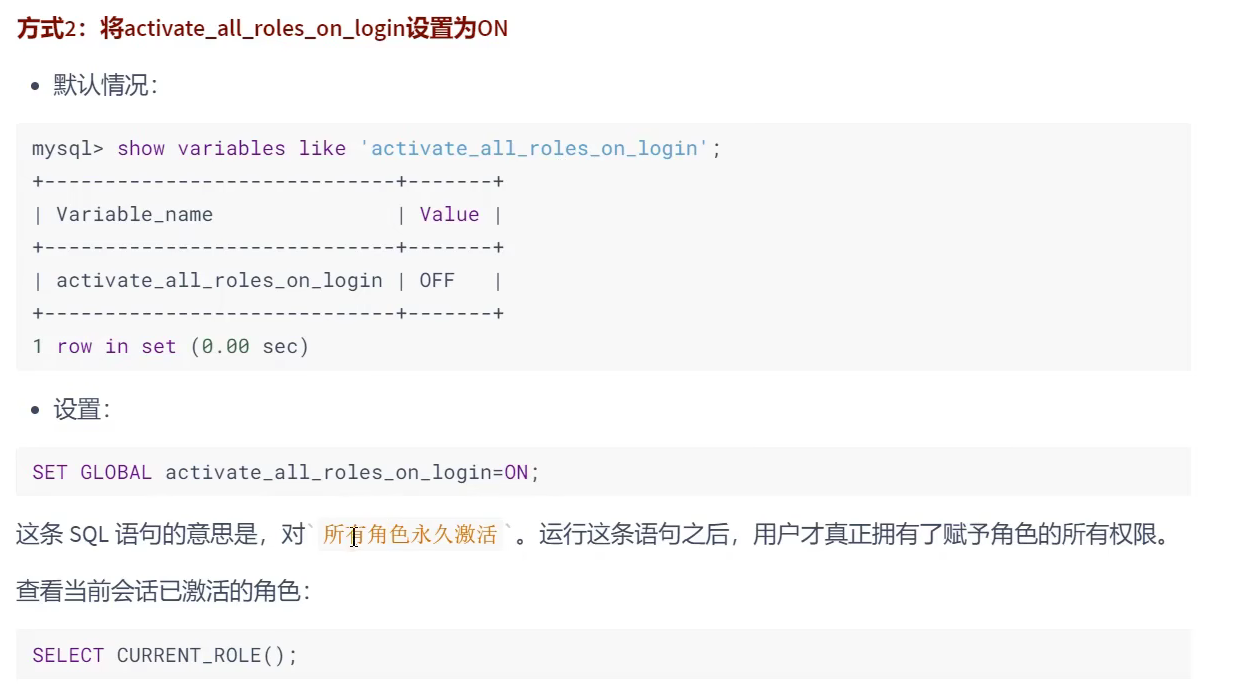 方式2：将activate_all_roles_on_login设置为ON
默认情况：
mysql> show variables like 'activate_all_roles_on_login';
+-----------------------------+-------+
| Variable_name               | Value |
+-----------------------------+-------+
| activate_all_roles_on_login | OFF   |
+-----------------------------+-------+
1 row in set (0.00 sec)
设置：
SET GLOBAL activate_all_roles_on_login=ON;
这条 SQL 语句的意思是，对` 所有角色永久激活 `。运行这条语句之后，用户才真正拥有了赋予角色的所有权限。
查看当前会话已激活的角色：
SELECT CURRENT_ROLE();